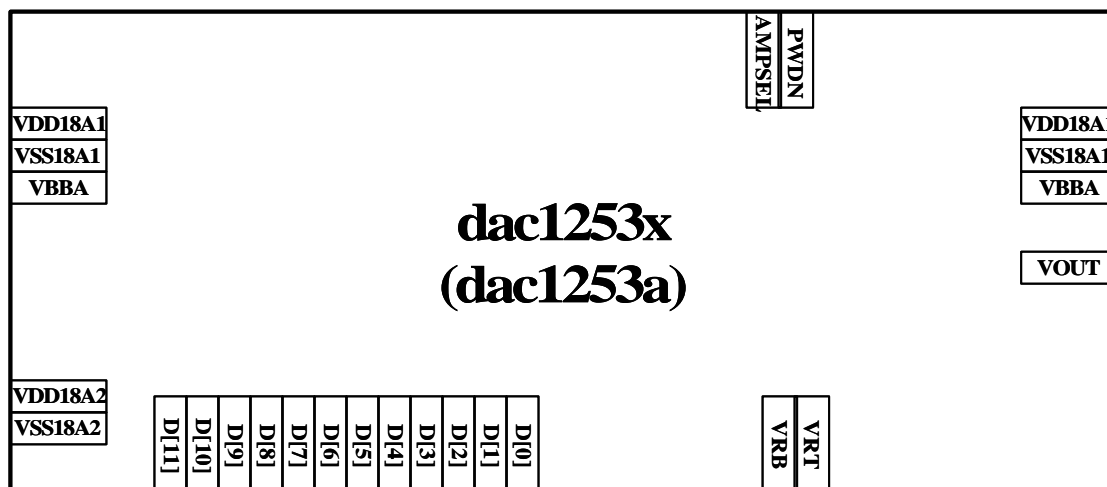 AMPSEL
PWDN
VDD18A1
VSS18A1
VBBA
VDD18A1
VSS18A1
VBBA
dac1253x
(dac1253a)
VOUT
VDD18A2
VSS18A2
D[11]
D[10]
D[9]
D[8]
D[7]
D[6]
D[5]
D[4]
D[3]
D[2]
D[1]
D[0]
VRB
VRT